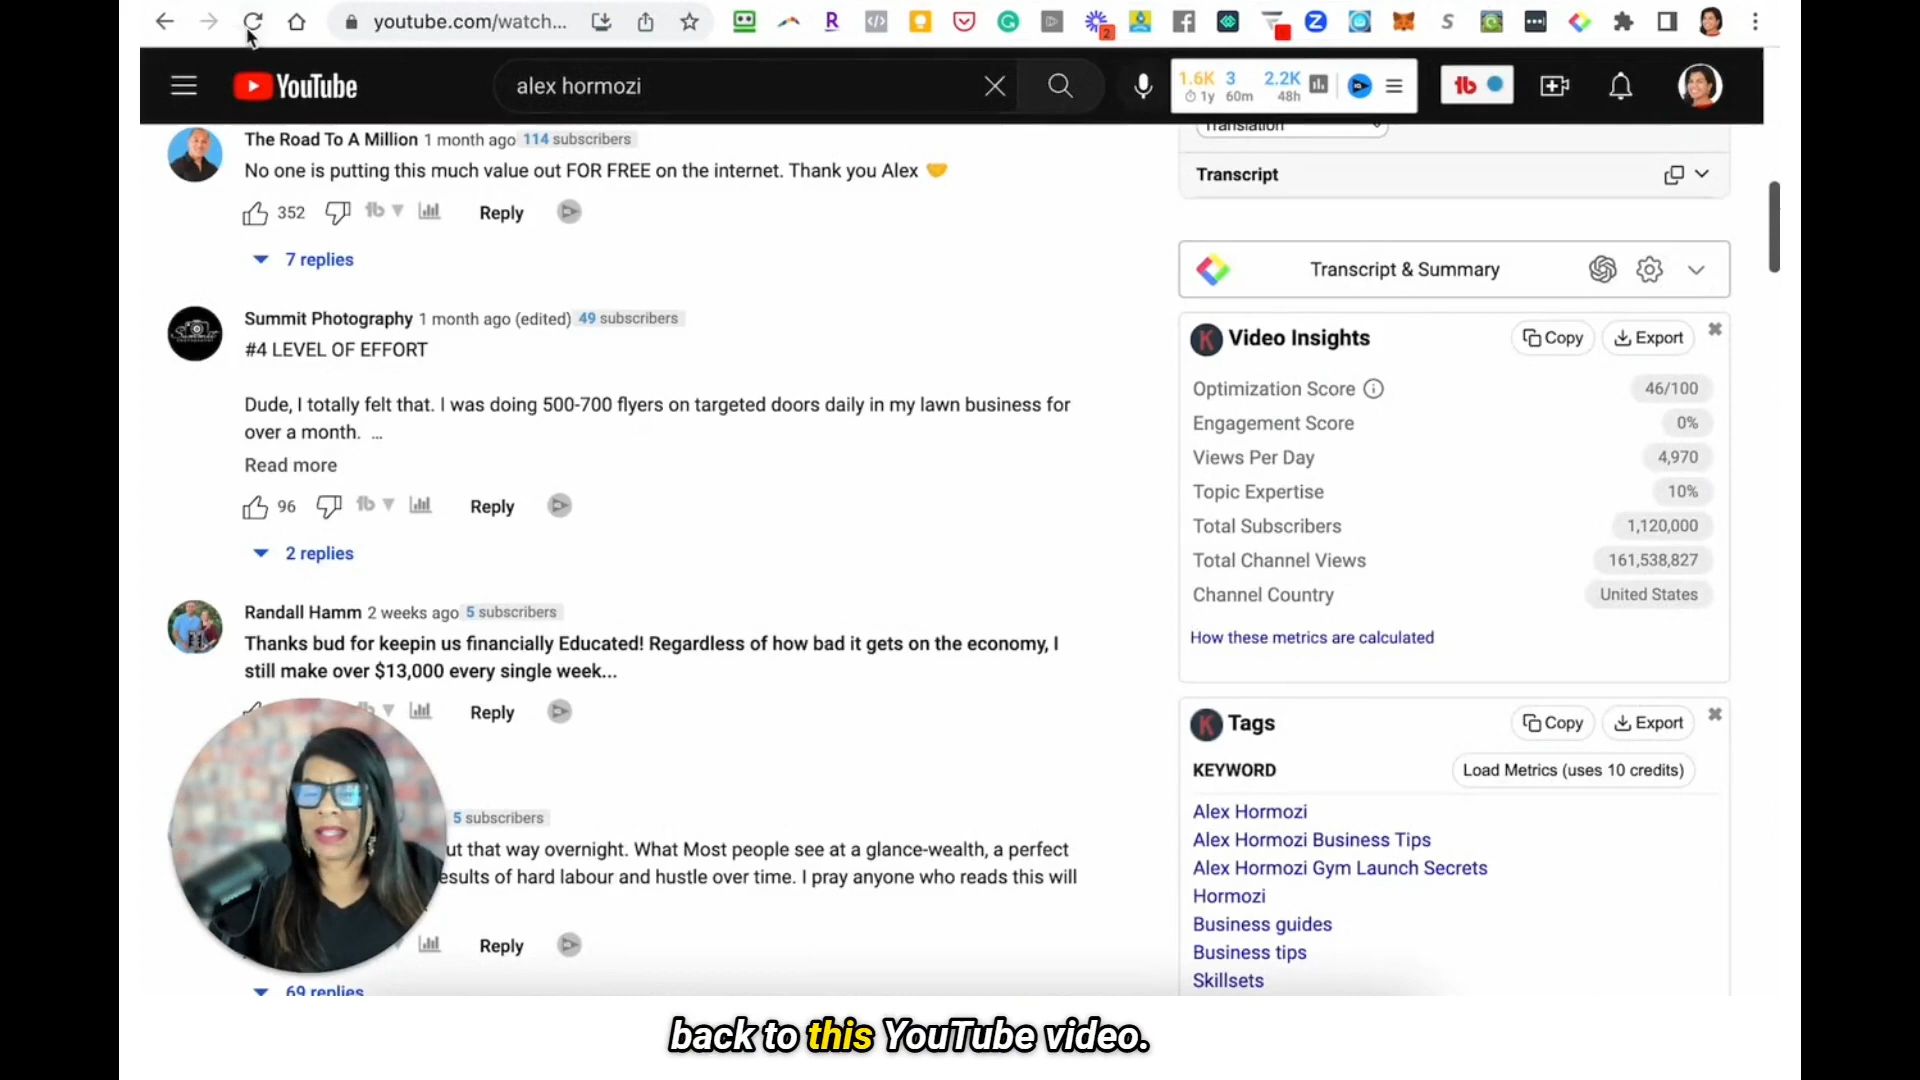 youtube.com/watch...
2
YouTube
alex hormozi
1.6K 3 2.2K
1y 60m 48h
The Road To A Million 1 month ago 114 subscribers
No one is putting this much value out FOR FREE on the internet. Thank you Alex
352
Reply
7 replies
Summit Photography 1 month ago (edited) 49 subscribers
#4 LEVEL OF EFFORT
Dude, I totally felt that. I was doing 500-700 flyers on targeted doors daily in my lawn business for
over a month. ...
Read more
96
Reply
2 replies
Randall Hamm 2 weeks ago 5 subscribers
Thanks bud for keepin us financially Educated! Regardless of how bad it gets on the economy, I
still make over $13,000 every single week...
Reply
5 subscribers
ut that way overnight. What Most people see at a glance-wealth, a perfect
esults of hard labour and hustle over time. I pray anyone who reads this will
Reply
69 replies
Translation
Transcript
Transcript & Summary
Video Insights
Copy
Export
Optimization Score 46/100
Engagement Score 0%
Views Per Day 4,970
Topic Expertise 10%
Total Subscribers 1,120,000
Total Channel Views 161,538,827
Channel Country United States
How these metrics are calculated
Tags
Copy
Export
KEYWORD
Load Metrics (uses 10 credits)
Alex Hormozi
Alex Hormozi Business Tips
Alex Hormozi Gym Launch Secrets
Hormozi
Business guides
Business tips
Skillsets
back to this YouTube video.